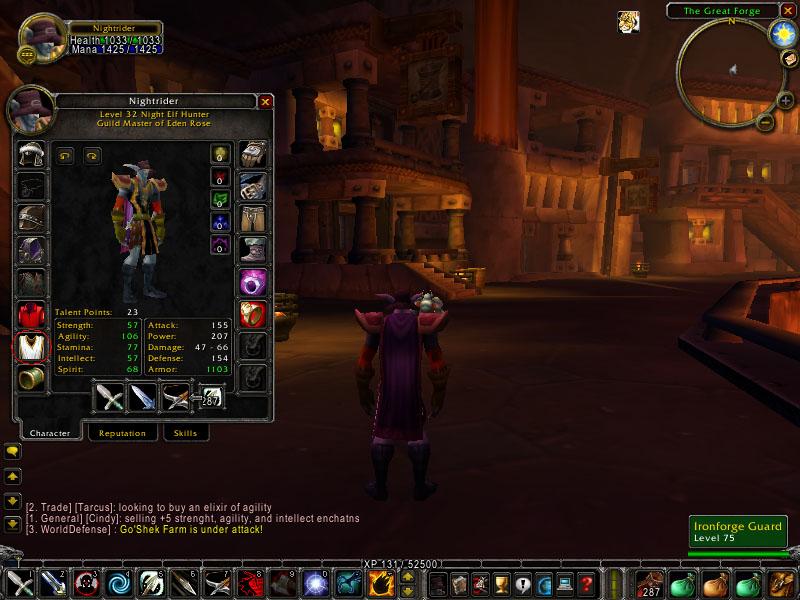 Nightrider
Health 1033 / 1033
Mana 1425 / 1425
The Great Forge
N
Nightrider
Level 32 Night Elf Hunter
Guild Master of Eden Rose
0
0
0
0
0
Talent Points: 23
Strength: 57
Agility: 106
Stamina: 77
Intellect: 57
Spirit: 68
Attack: 155
Power: 207
Damage: 47 - 66
Defense: 154
Armor: 1103
287
Character
Reputation
Skills
[2. Trade] [Tarcus]: looking to buy an elixir of agility
[1. General] [Cindy]: selling +5 strenght, agility, and intellect enchatns
[3. WorldDefense] : Go'Shek Farm is under attack!
Ironforge Guard
Level 75
XP 131 / 52500
287